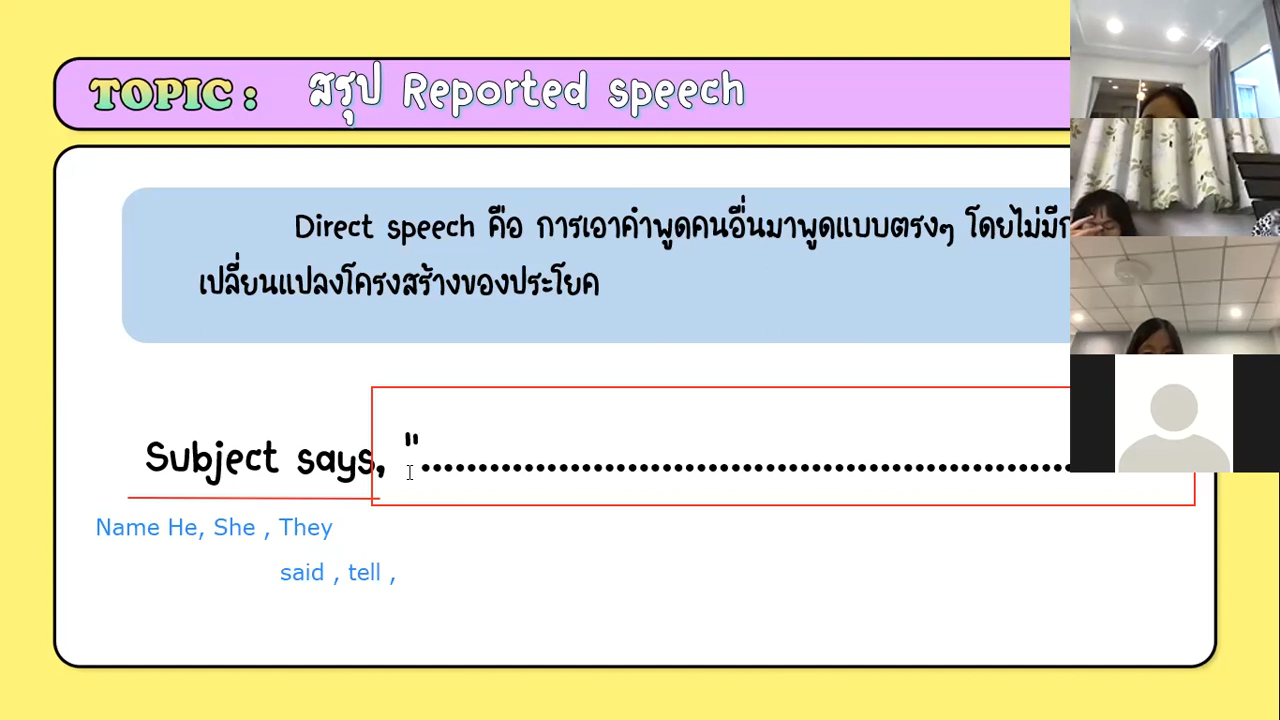 TOPIC : สรุป Reported speech
Direct speech คือ การเอาคำพูดคนอื่นมาพูดแบบตรงๆ โดยไม่มี
เปลี่ยนแปลงโครงสร้างของประโยค
Subject says, "..................................................
Name He, She , They
said , tell ,